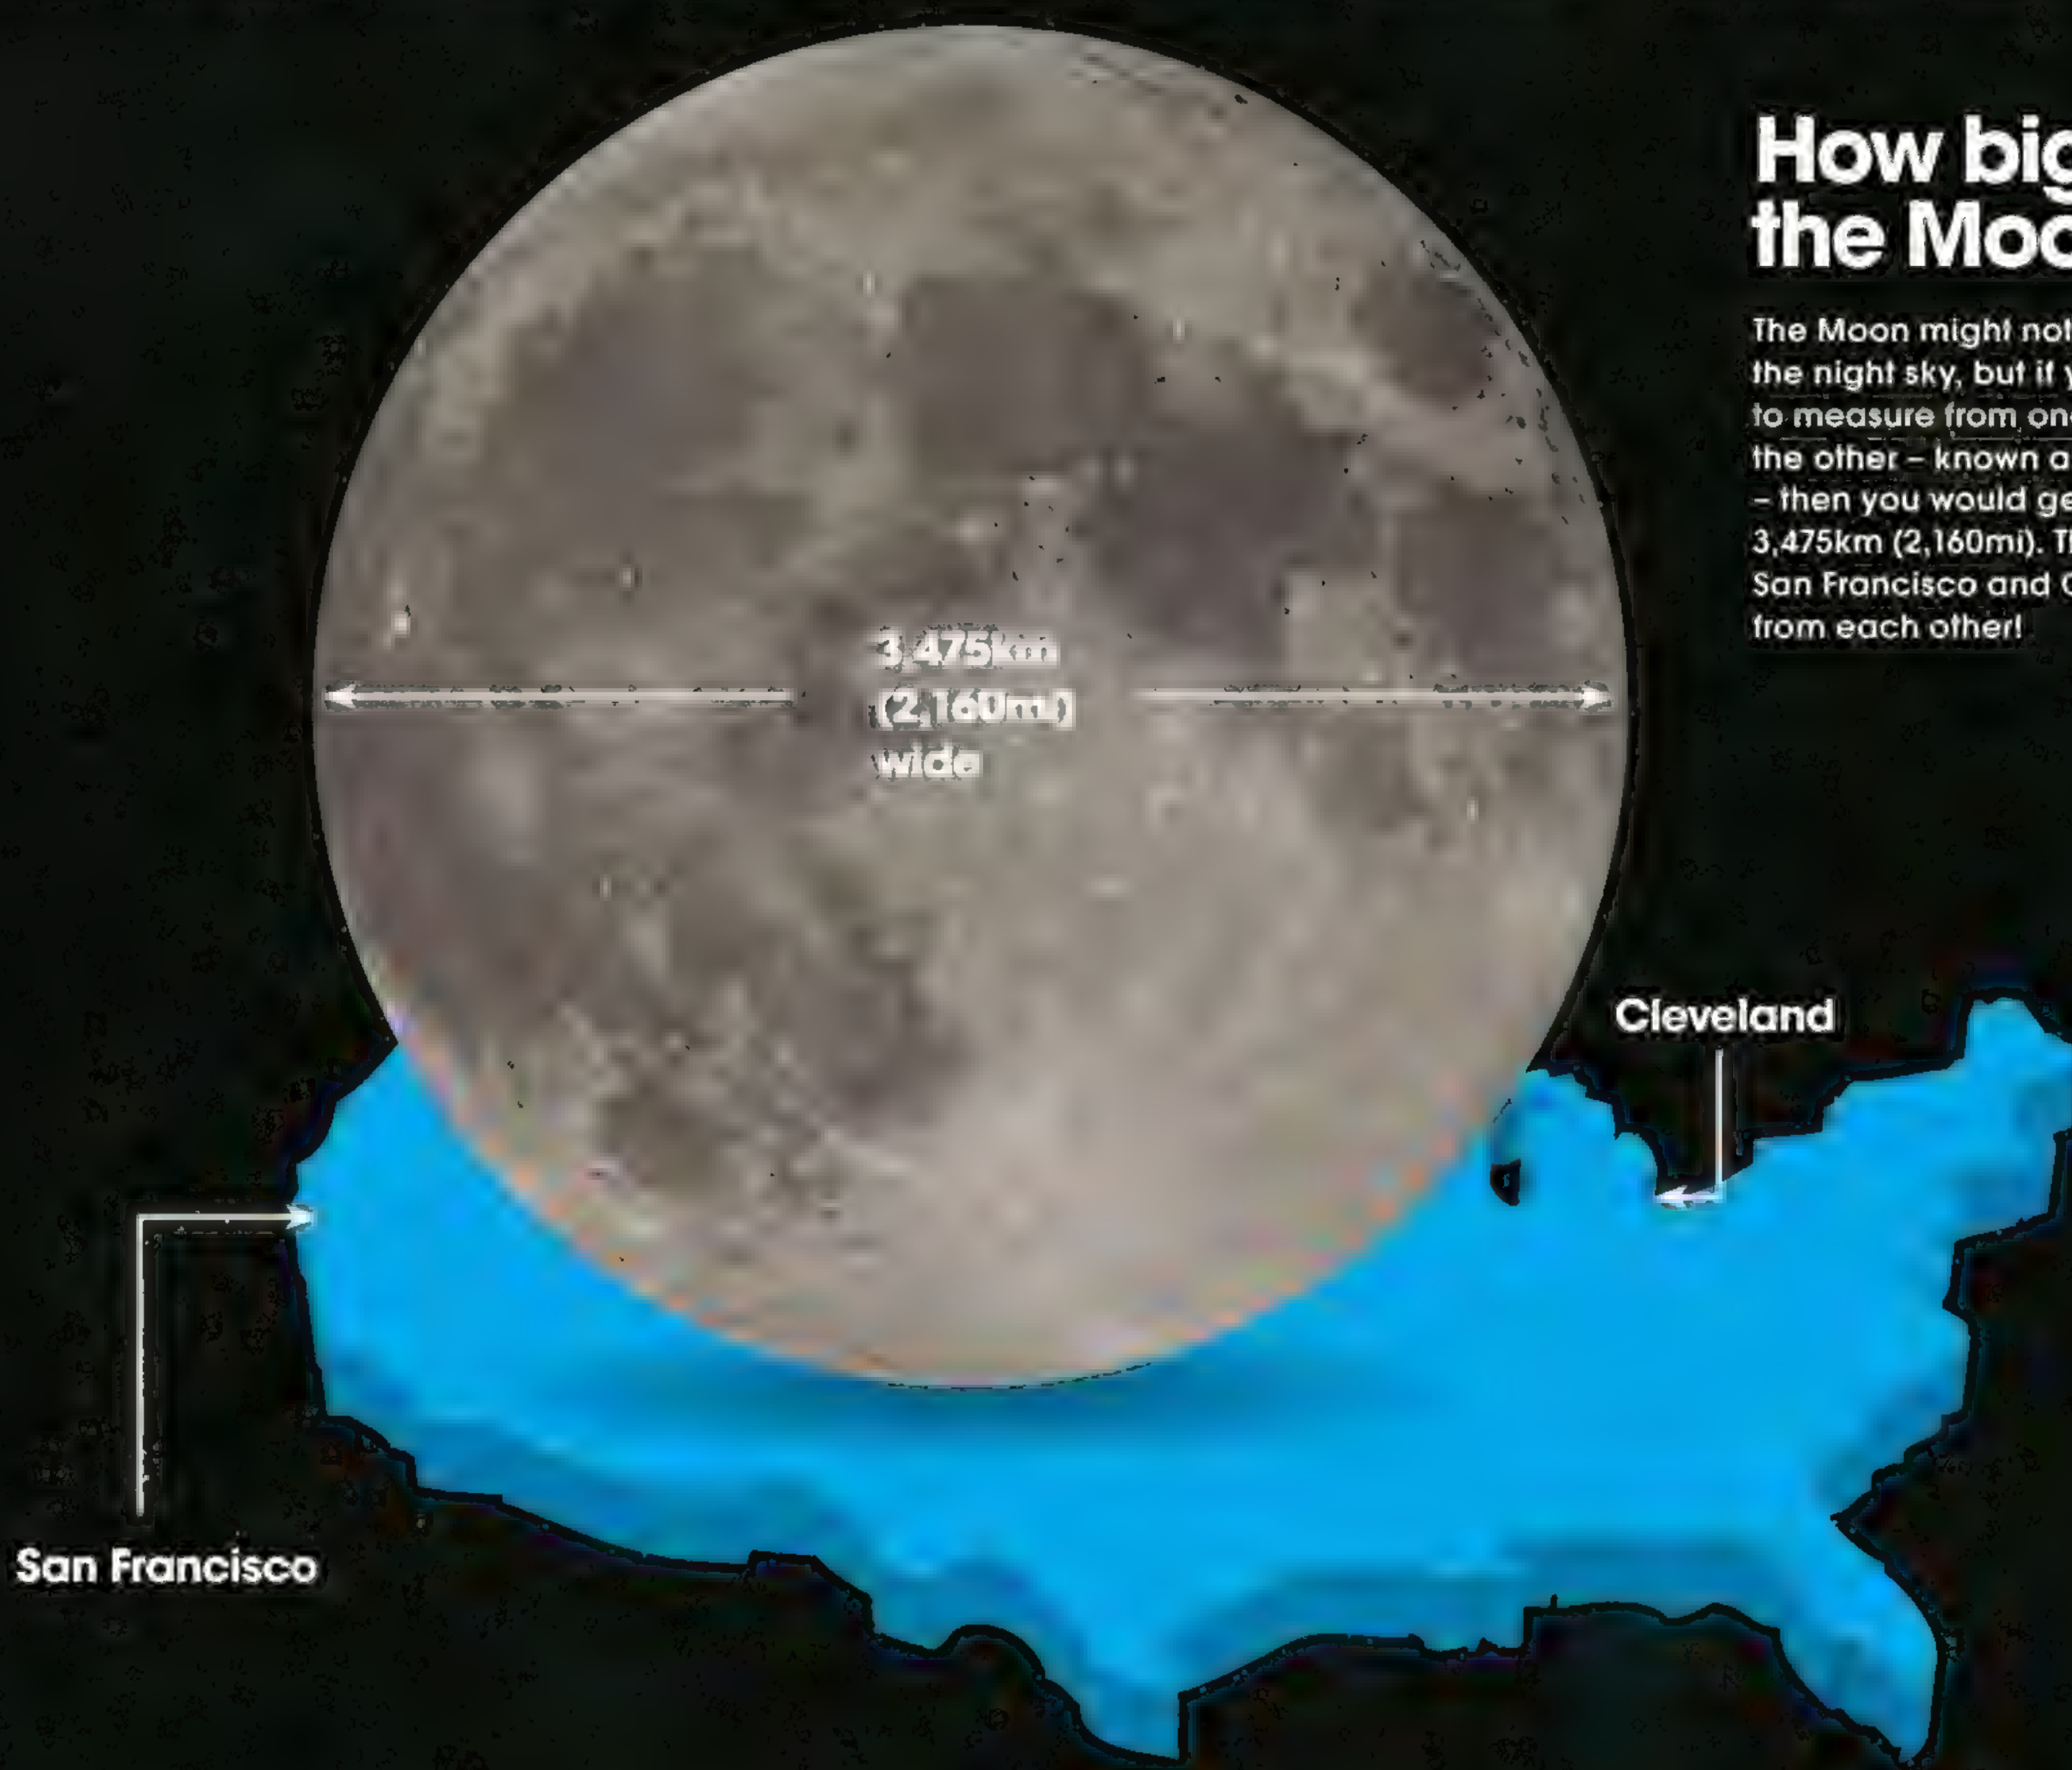 How big
the Moo
The Moon might not
the night sky, but if y
to measure from on
the other – known a
– then you would ge
3,475km (2,160mi). Th
San Francisco and C
from each other!
3,475km
(2,160mi)
wide
Cleveland
San Francisco